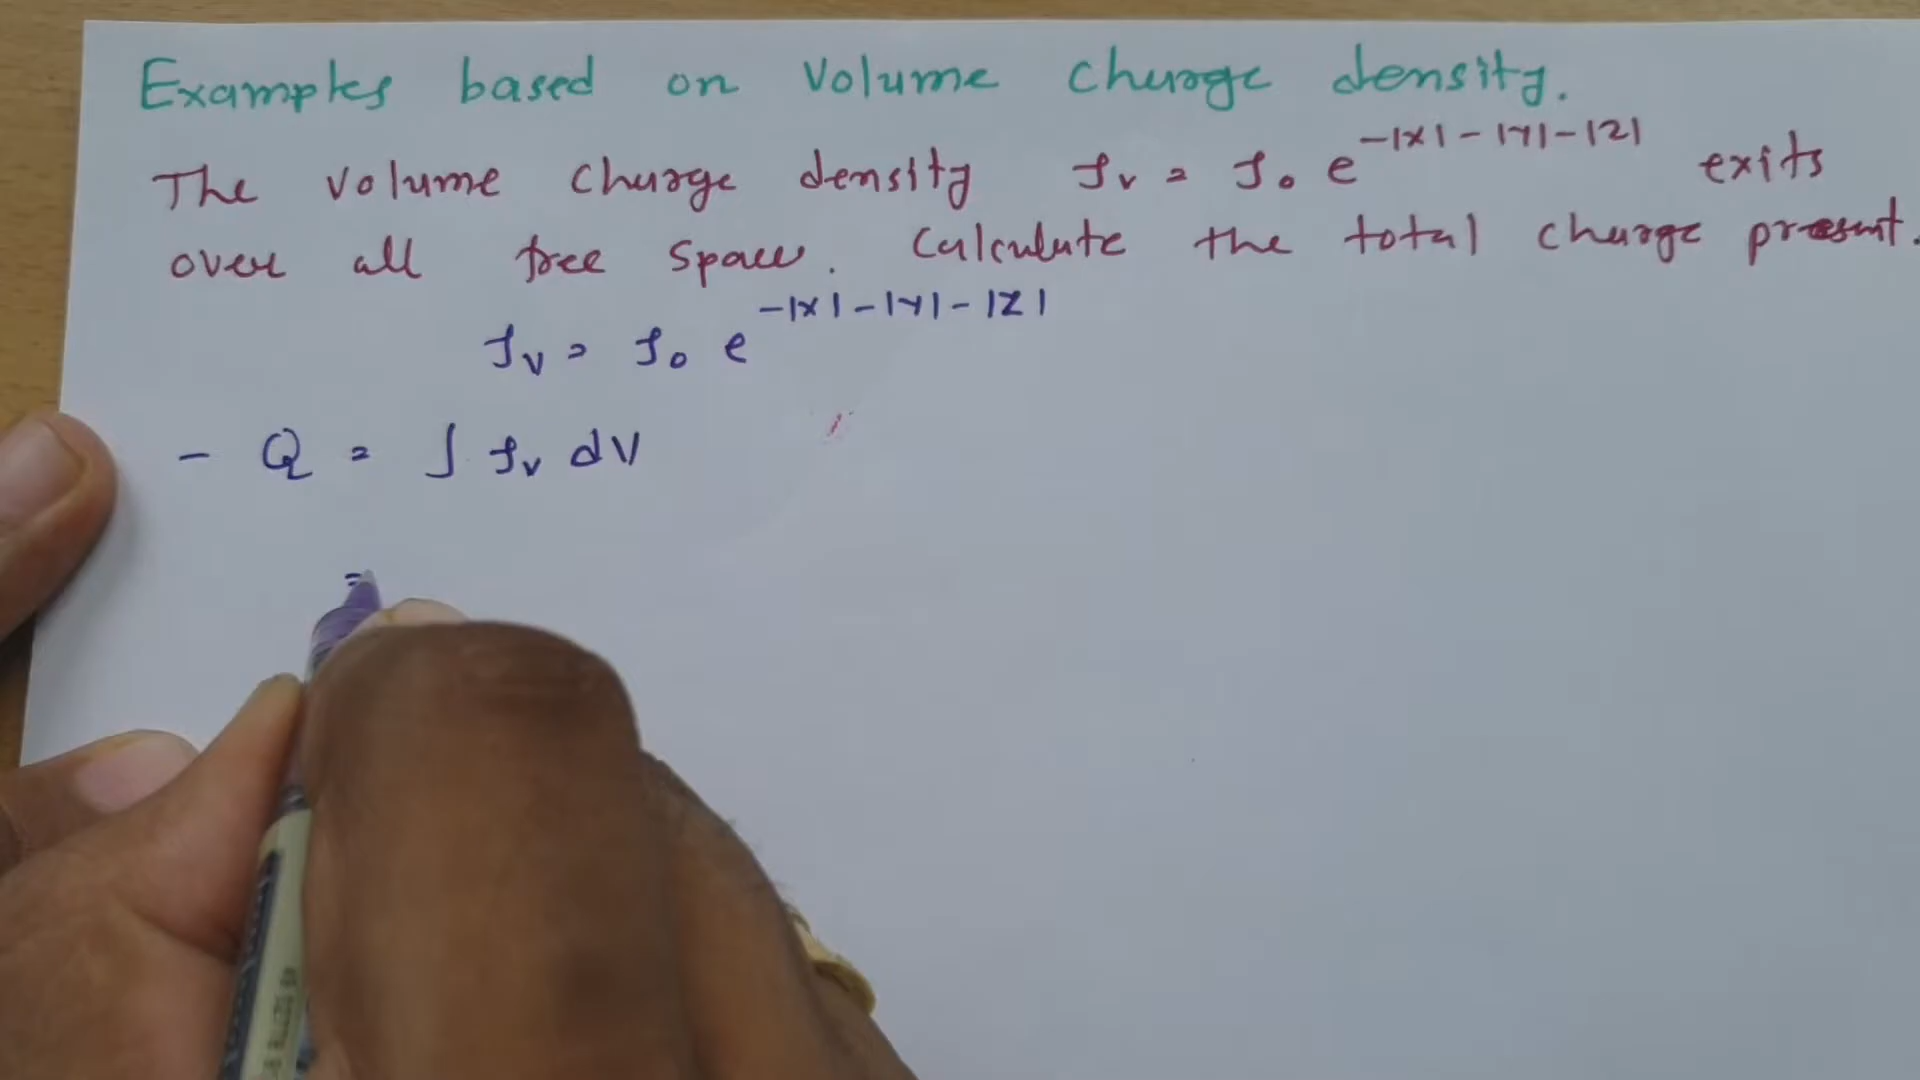 Examples based on Volume Charge density.
The volume charge density ρv = ρ₀ e^{-|x|-|y|-|z|} exits
over all free space. Calculate the total charge present.
ρv = ρ₀ e^{-|x|-|y|-|z|}
- Q = ∫ ρv dV
=